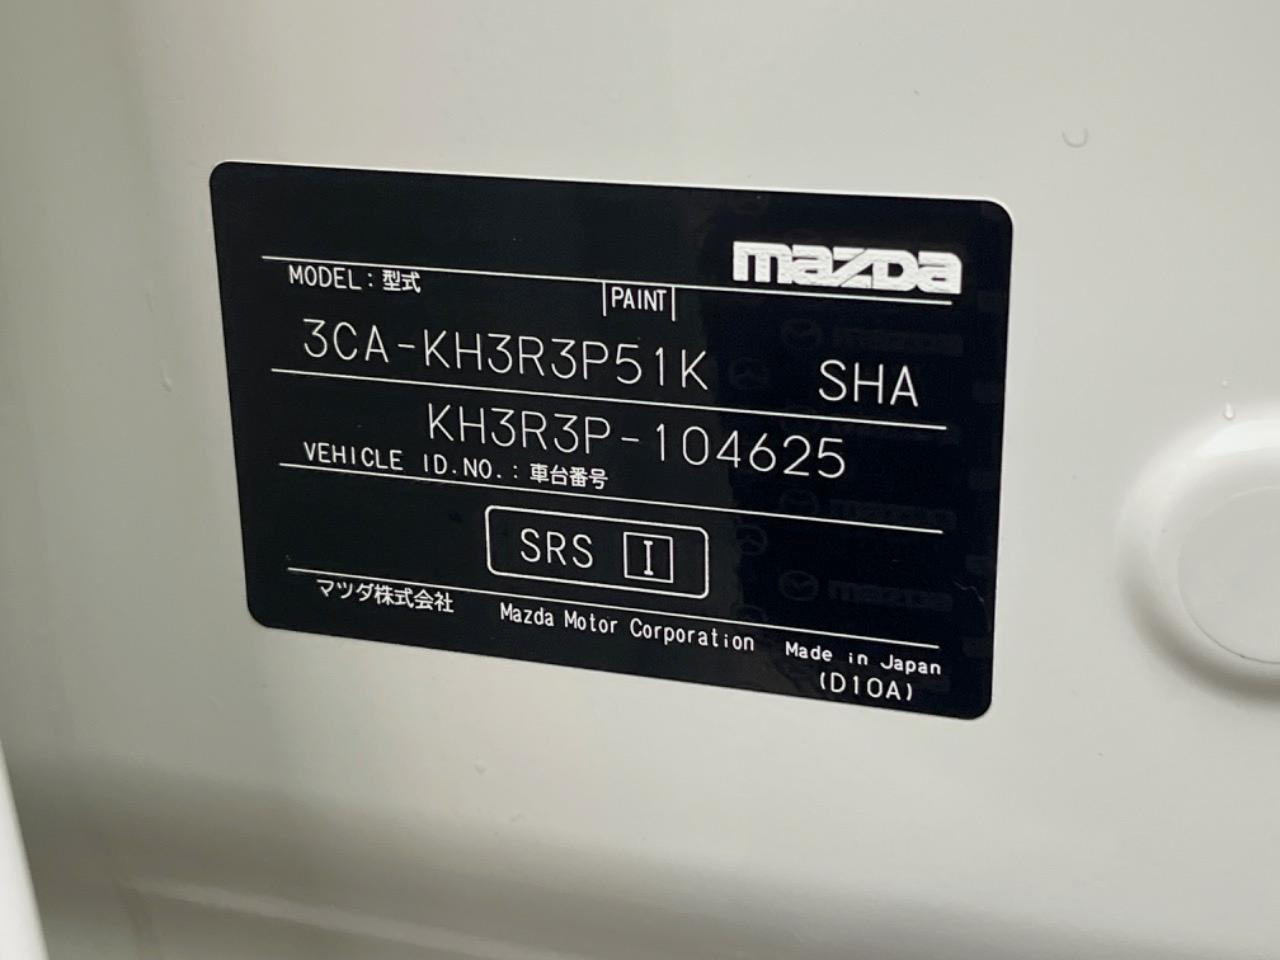 mazda
MODEL : 型式
PAINT
3CA-KH3R3P51K SHA
KH3R3P-104625
VEHICLE ID.NO. : 車台番号
SRS I
マツダ株式会社 Mazda Motor Corporation Made in Japan
(D10A)